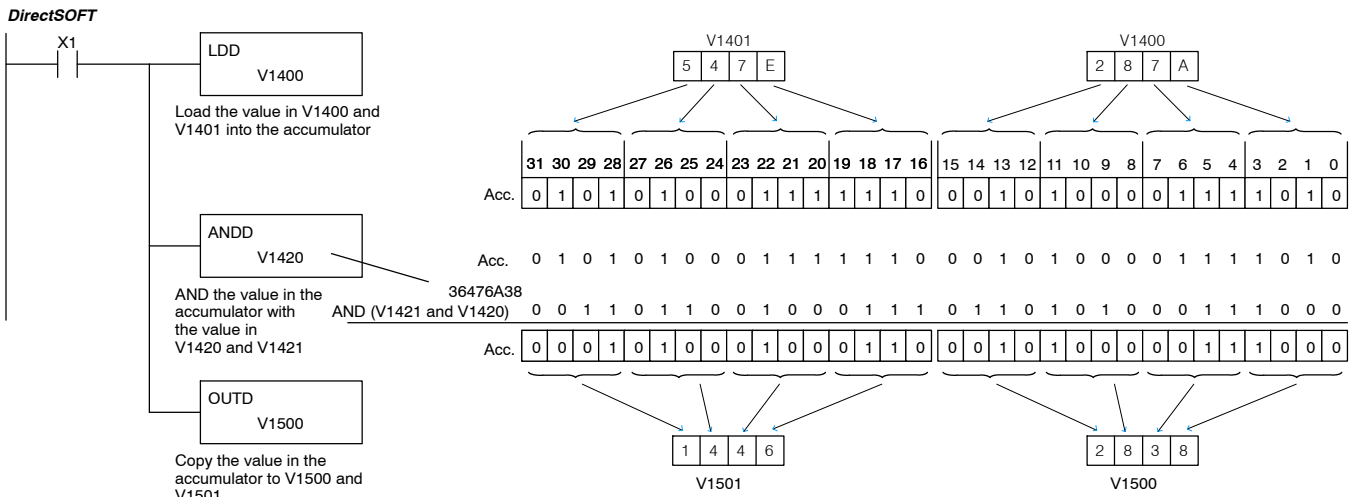 DirectSOFT
X1
LDD
V1400
Load the value in V1400 and
V1401 into the accumulator
ANDD
V1420
AND the value in the
accumulator with
the value in
V1420 and V1421
OUTD
V1500
Copy the value in the
accumulator to V1500 and
V1501
V1401 V1400
5 4 7 E 2 8 7 A
31 30 29 28 27 26 25 24 23 22 21 20 19 18 17 16 15 14 13 12 11 10 9 8 7 6 5 4 3 2 1 0
Acc. 0 1 0 1 0 1 0 0 0 1 1 1 1 1 1 0 0 0 1 0 1 0 0 0 0 1 1 1 1 0 1 0
Acc. 0 1 0 1 0 1 0 0 0 1 1 1 1 1 1 0 0 0 1 0 1 0 0 0 0 1 1 1 1 0 1 0
36476A38
AND (V1421 and V1420) 0 0 1 1 0 1 1 0 0 1 0 0 0 1 1 1 0 1 1 0 1 0 1 0 0 0 1 1 1 0 0 0
Acc. 0 0 0 1 0 1 0 0 0 1 0 0 0 1 1 0 0 0 1 0 1 0 0 0 0 0 1 1 1 0 0 0
1 4 4 6 2 8 3 8
V1501 V1500